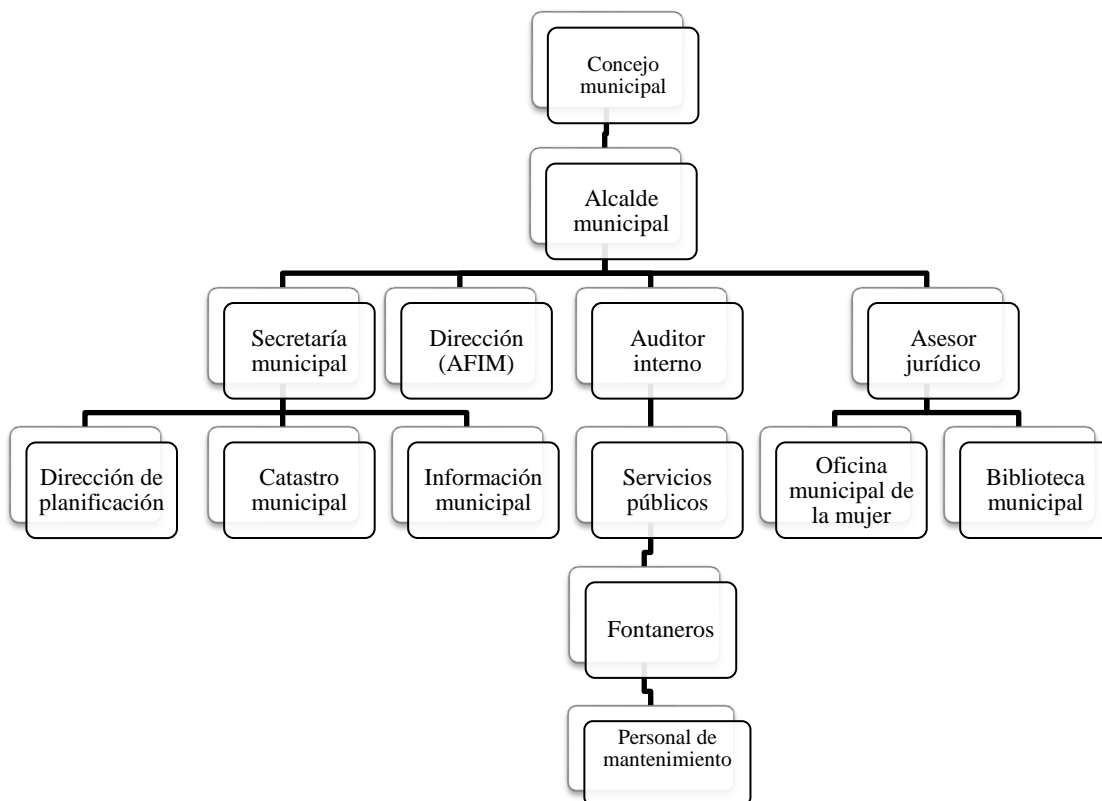 Concejo
municipal
Alcalde
municipal
Secretaría
municipal
Dirección
(AFIM)
Auditor
interno
Asesor
jurídico
Dirección de
planificación
Catastro
municipal
Información
municipal
Servicios
públicos
Oficina
municipal de
la mujer
Biblioteca
municipal
Fontaneros
Personal de
mantenimiento